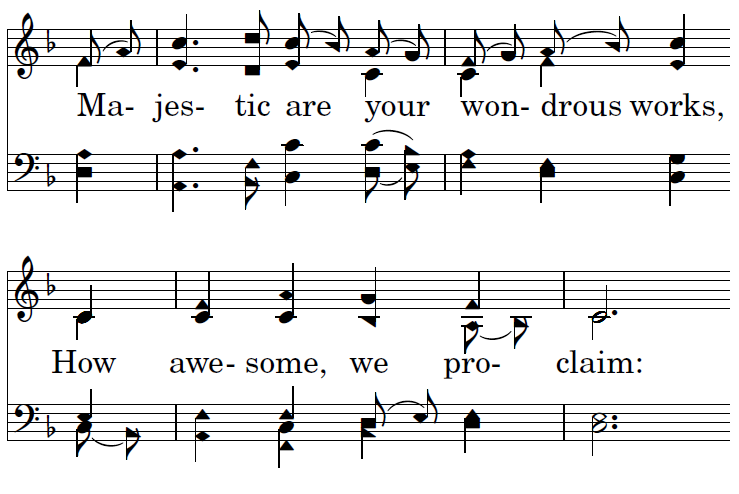 Ma- jes- tic are your won- drous works,
How awe- some, we pro- claim: